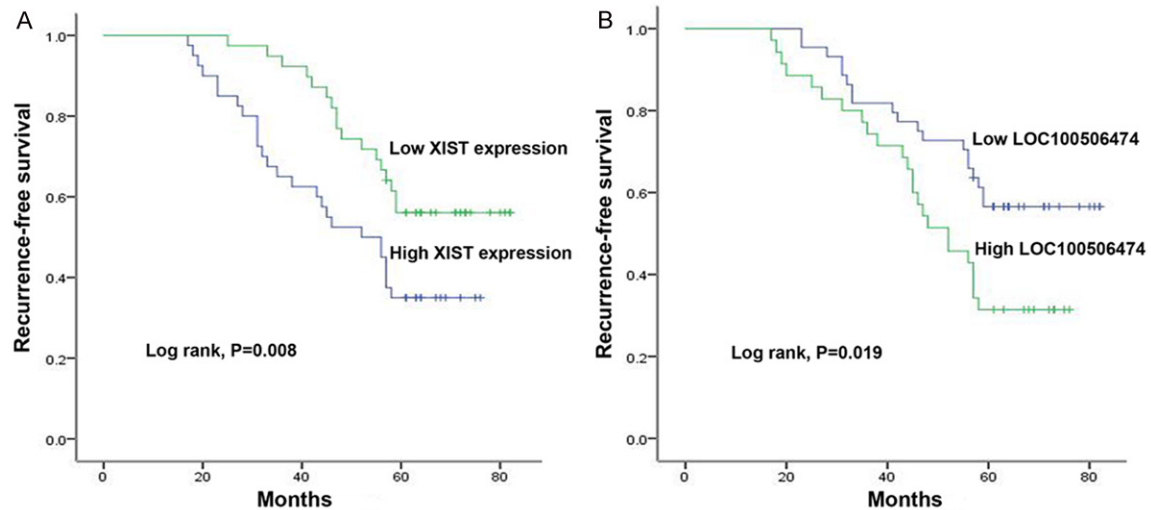 A
Recurrence-free survival
1.0
0.8
0.6
0.4
0.2
0.0
Low XIST expression
High XIST expression
Log rank, P=0.008
0 20 40 60 80
Months
B
Recurrence-free survival
1.0
0.8
0.6
0.4
0.2
0.0
Low LOC100506474
High LOC100506474
Log rank, P=0.019
0 20 40 60 80
Months